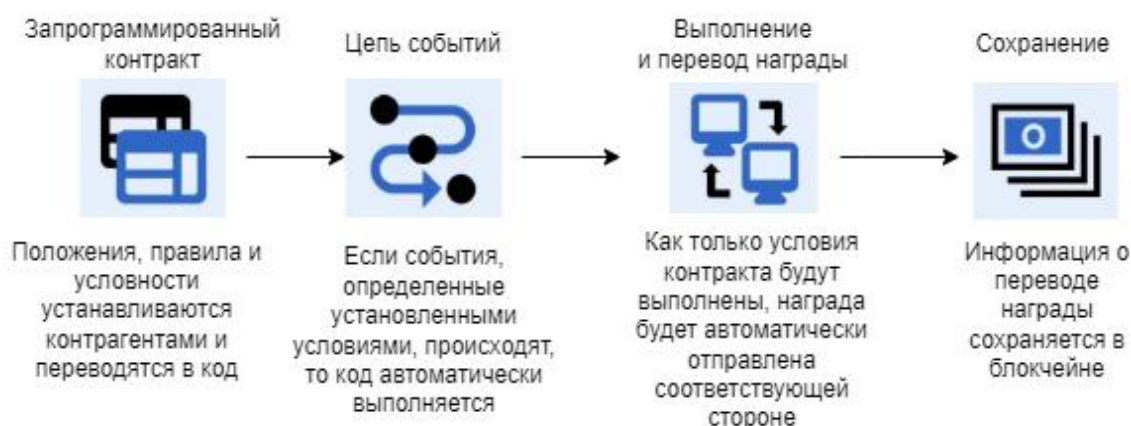 Запрограммированный
контракт
Положения, правила и
условности
устанавливаются
контрагентами и
переводятся в код
Цепь событий
Если события,
определенные
установленными
условиями, происходят,
то код автоматически
выполняется
Выполнение
и перевод награды
Как только условия
контракта будут
выполнены, награда
будет автоматически
отправлена
соответствующей
стороне
Сохранение
Информация о
переводе
награды
сохраняется в
блокчейне